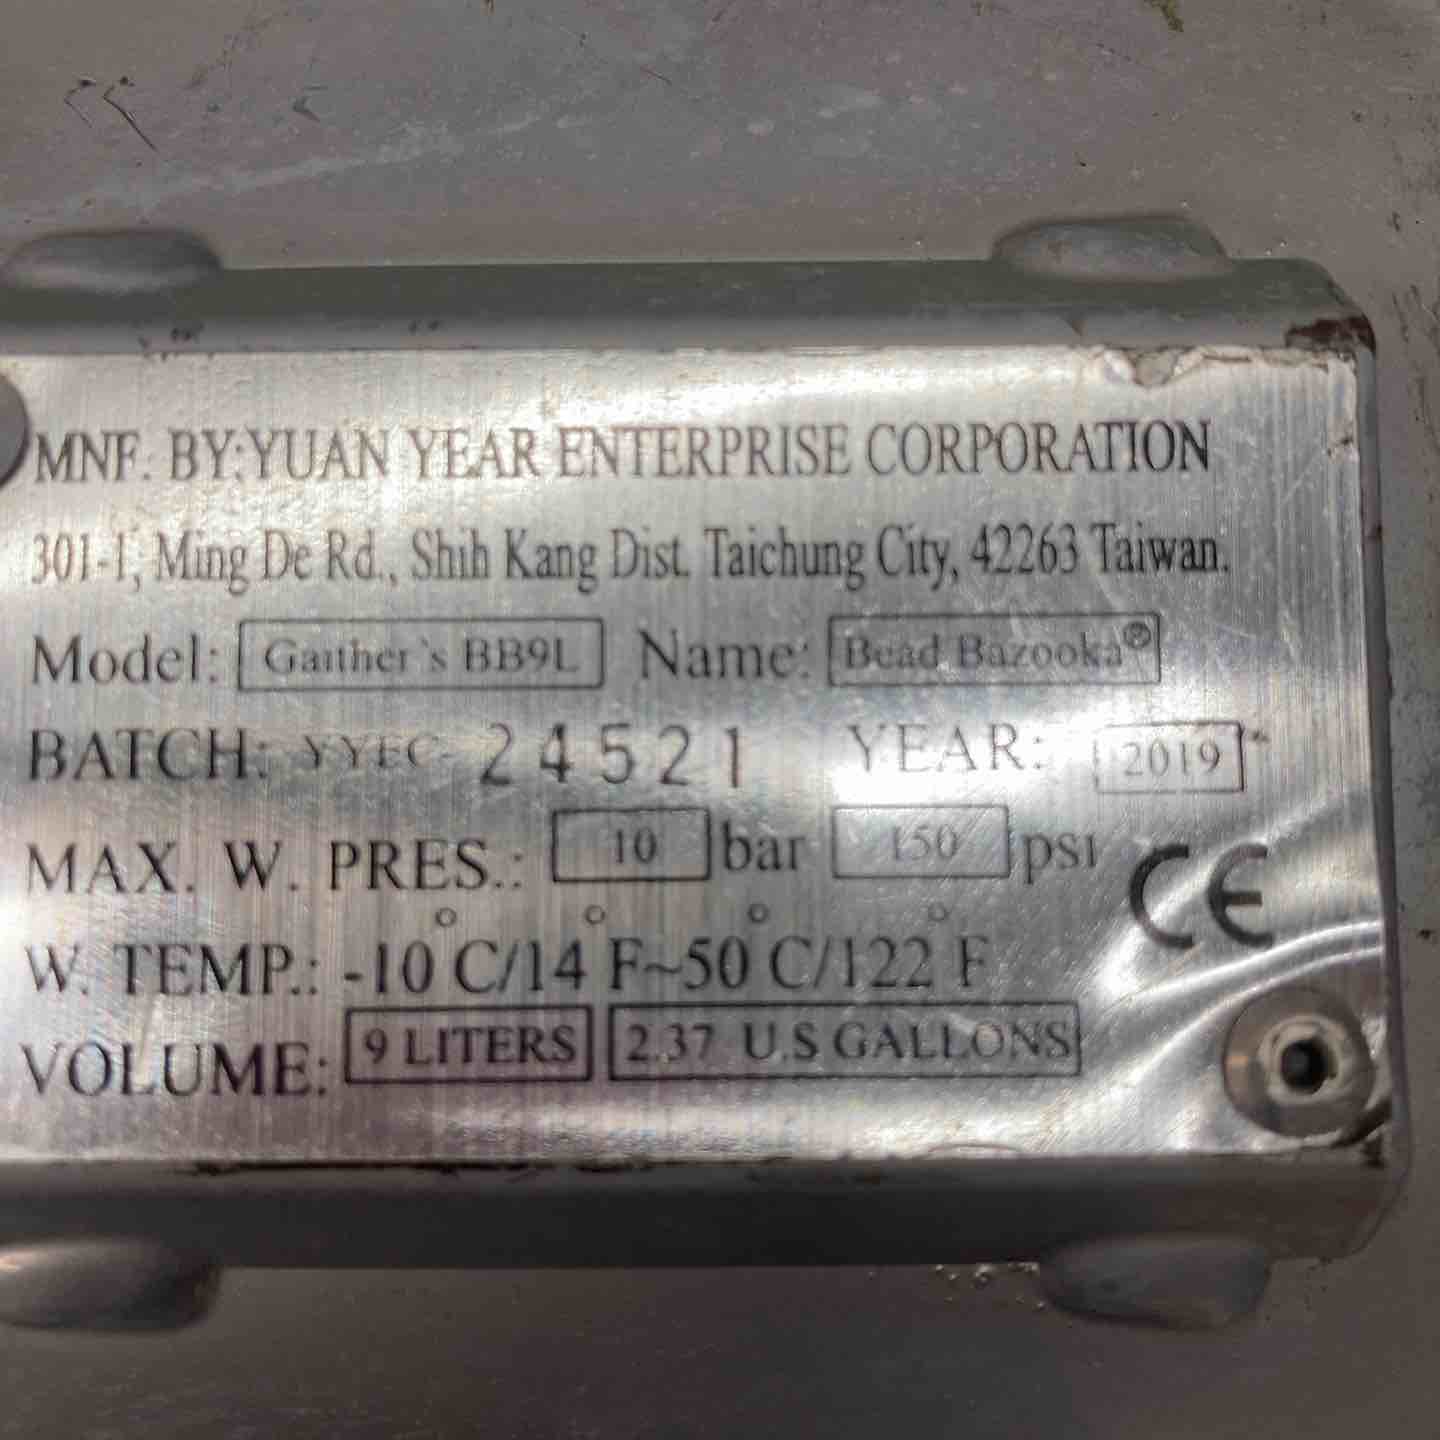 MNF. BY:YUAN YEAR ENTERPRISE CORPORATION
301-1, Ming De Rd., Shih Kang Dist. Taichung City, 42263 Taiwan.
Model: Gaither`s BB9L Name: Bead Bazooka®
BATCH: YYEC- 24521 YEAR: 2019
MAX. W. PRES.: 10 bar 150 psi
W. TEMP.: -10°C/14°F~50°C/122°F
CE
VOLUME: 9 LITERS 2.37 U.S GALLONS